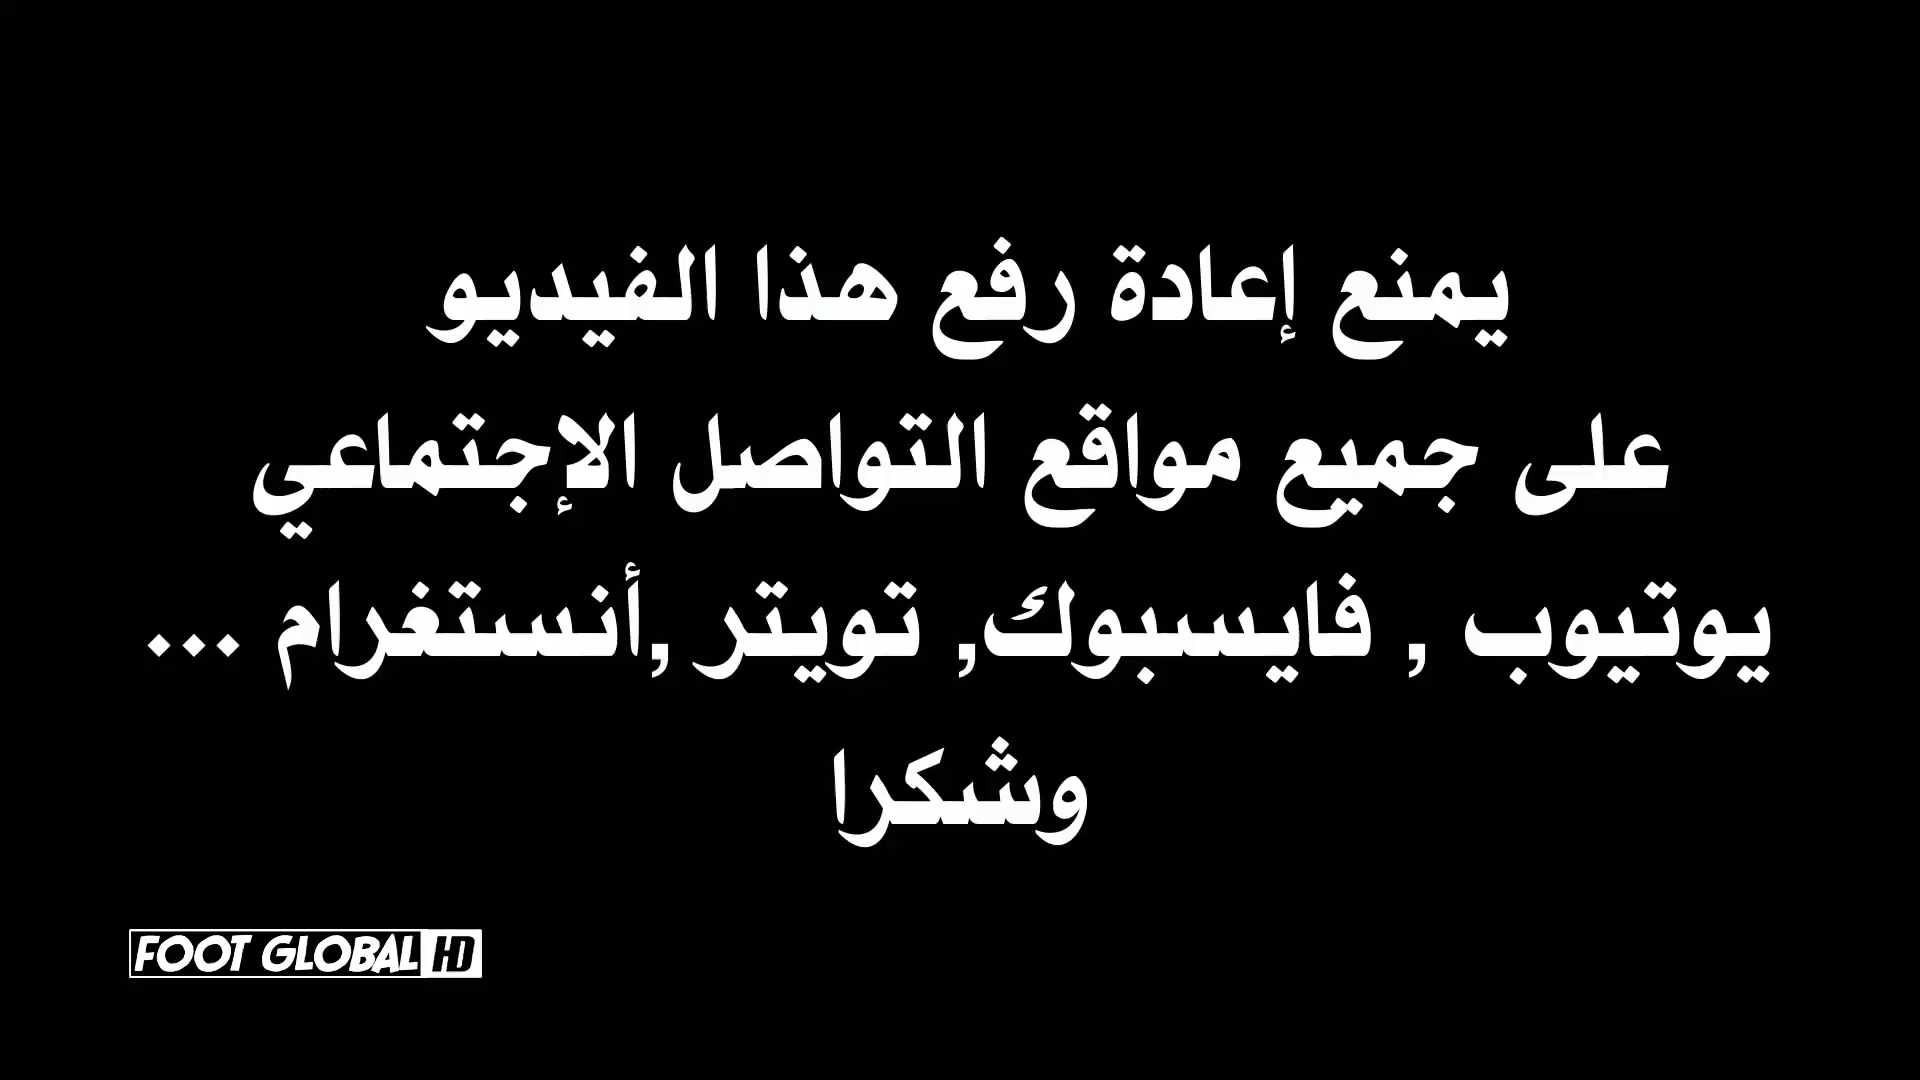 يمنع إعادة رفع هذا الفيديو
على جميع مواقع التواصل الإجتماعي
يوتيوب , فايسبوك, تويتر ,أنستغرام ...
وشكرا
FOOT GLOBAL HD